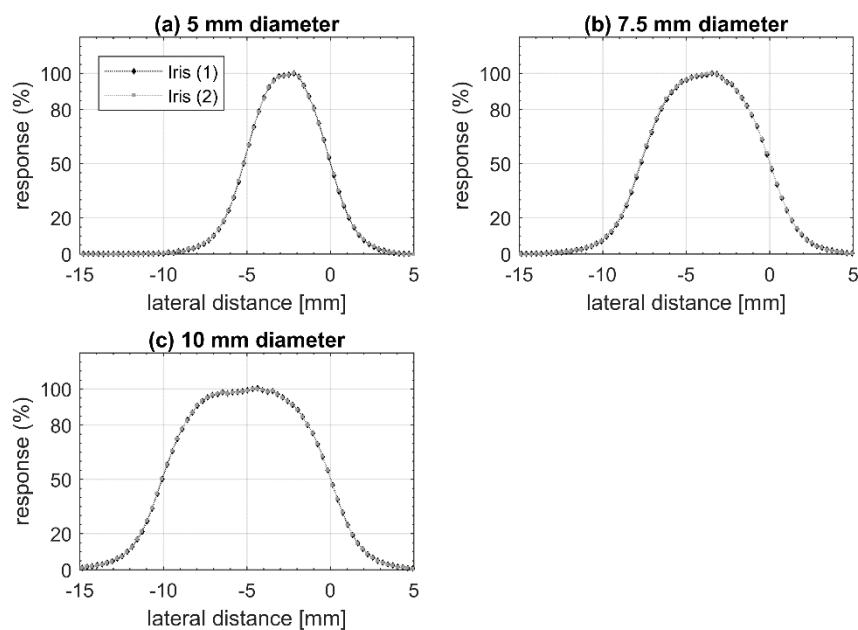 (a) 5 mm diameter
response (%)
100
80
50
20
0
Iris (1)
Iris (2)
-15
-10
-5
0
5
lateral distance [mm]
(b) 7.5 mm diameter
response (%)
100
80
50
20
0
-15
-10
-5
0
5
lateral distance [mm]
(c) 10 mm diameter
response (%)
100
80
50
20
0
-15
-10
-5
0
5
lateral distance [mm]